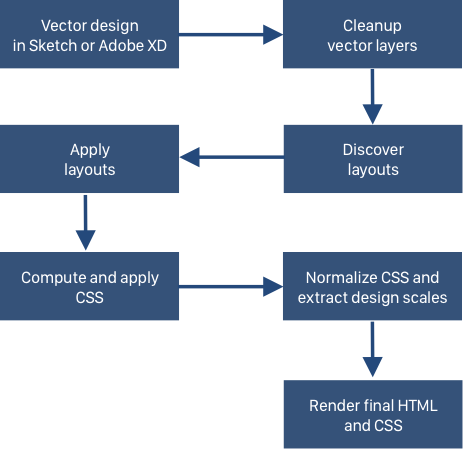 Vector design
in Sketch or Adobe XD
Cleanup
vector layers
Discover
layouts
Apply
layouts
Compute and apply
CSS
Normalize CSS and
extract design scales
Render final HTML
and CSS